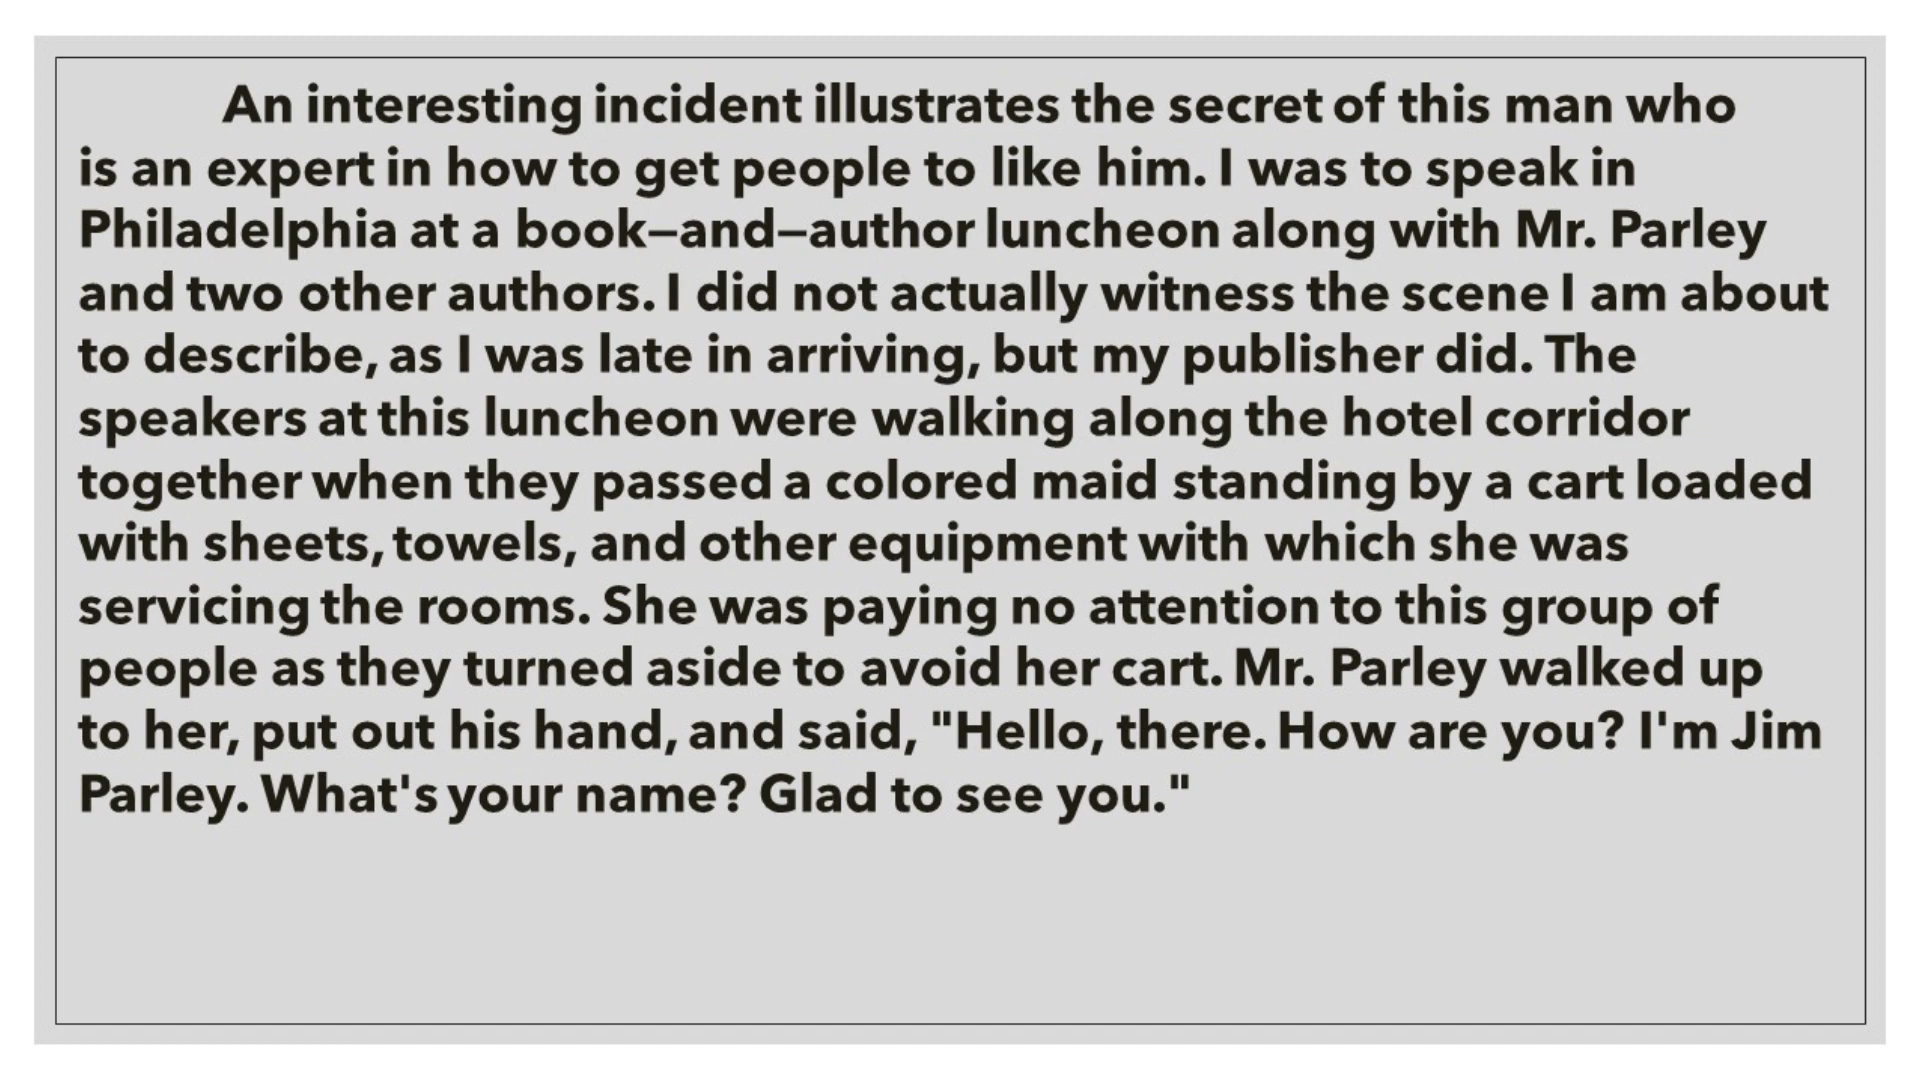 An interesting incident illustrates the secret of this man who
is an expert in how to get people to like him. I was to speak in
Philadelphia at a book—and—author luncheon along with Mr. Parley
and two other authors. I did not actually witness the scene I am about
to describe, as I was late in arriving, but my publisher did. The
speakers at this luncheon were walking along the hotel corridor
together when they passed a colored maid standing by a cart loaded
with sheets, towels, and other equipment with which she was
servicing the rooms. She was paying no attention to this group of
people as they turned aside to avoid her cart. Mr. Parley walked up
to her, put out his hand, and said, "Hello, there. How are you? I'm Jim
Parley. What's your name? Glad to see you."